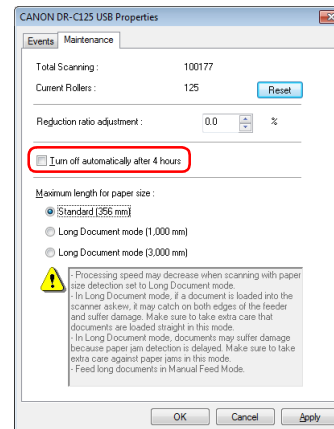 CANON DR-C125 USB Properties
Events Maintenance
Total Scanning : 100177
Current Rollers : 125 Reset
Reduction ratio adjustment : 0.0 %
Turn off automatically after 4 hours
Maximum length for paper size :
Standard (356 mm)
Long Document mode (1,000 mm)
Long Document mode (3,000 mm)
- Processing speed may decrease when scanning with paper
size detection set to Long Document mode.
- In Long Document mode, if a document is loaded into the
scanner askew, it may catch on both edges of the feeder
and suffer damage. Make sure to take extra care that
documents are loaded straight in this mode.
- In Long Document mode, documents may suffer damage
because paper jam detection is delayed. Make sure to take
extra care against paper jams in this mode.
- Feed long documents in Manual Feed Mode.
OK Cancel Apply